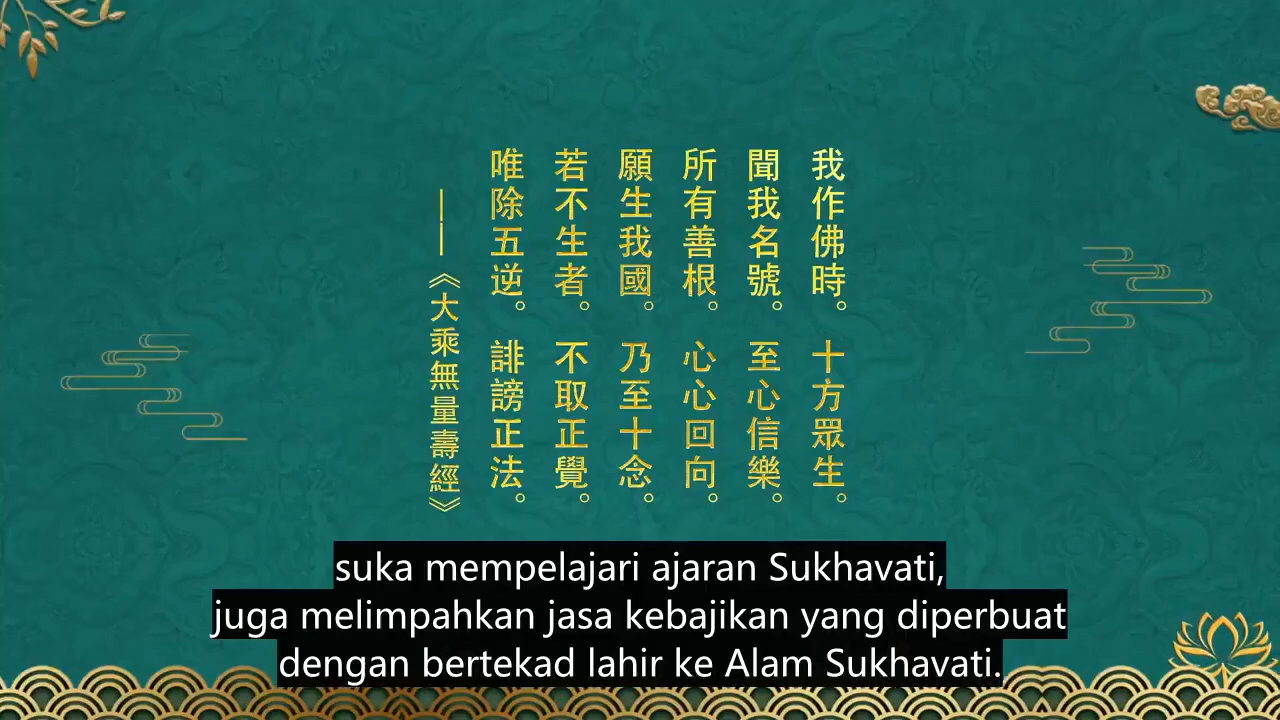 我作佛時。十方眾生。
聞我名號。至心信樂。
所有善根。心心回向。
願生我國。乃至十念。
若不生者。不取正覺。
唯除五逆。誹謗正法。
——《大乘無量壽經》
suka mempelajari ajaran Sukhavati,
juga melimpahkan jasa kebajikan yang diperbuat
dengan bertekad lahir ke Alam Sukhavati.